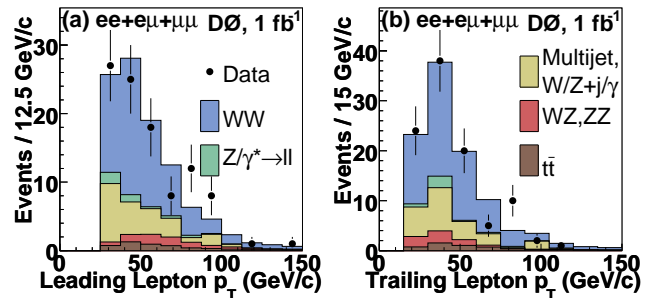 (a) ee+eμ+μμ DØ, 1 fb⁻¹
Events / 12.5 GeV/c
30
20
10
0
Data
WW
Z/γ*→ll
0 50 100 150
Leading Lepton p_T (GeV/c)
(b) ee+eμ+μμ DØ, 1 fb⁻¹
Events / 15 GeV/c
40
20
0
Multijet,
W/Z+j/γ
WZ,ZZ
tt̄
0 50 100 150
Trailing Lepton p_T (GeV/c)